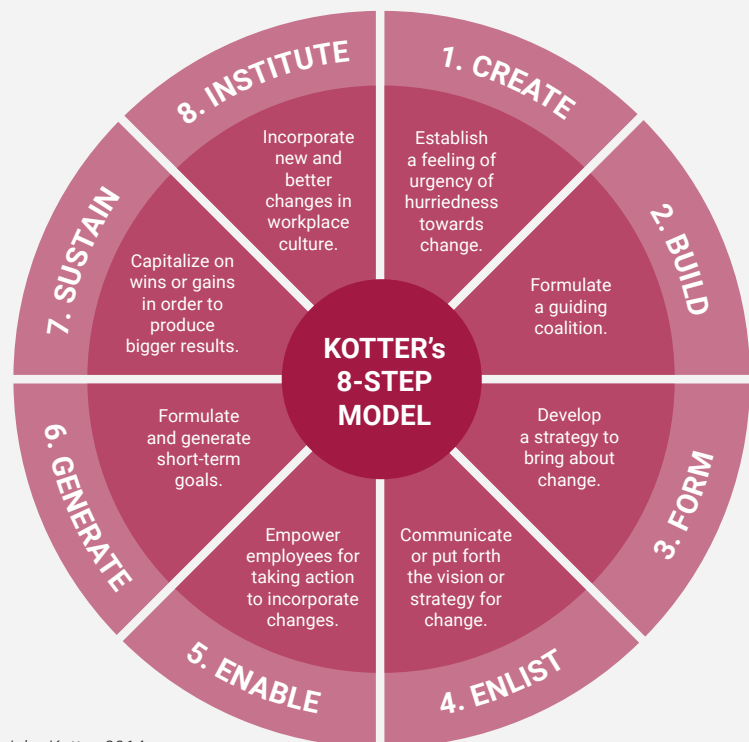 KOTTER's
8-STEP
MODEL
1. CREATE
Establish
a feeling of
urgency of
hurriedness
towards
change.
2. BUILD
Formulate
a guiding
coalition.
3. FORM
Develop
a strategy to
bring about
change.
4. ENLIST
Communicate
or put forth
the vision or
strategy for
change.
5. ENABLE
Empower
employees for
taking action
to incorporate
changes.
6. GENERATE
Formulate
and generate
short-term
goals.
7. SUSTAIN
Capitalize on
wins or gains
in order to
produce
bigger results.
8. INSTITUTE
Incorporate
new and
better
changes in
workplace
culture.